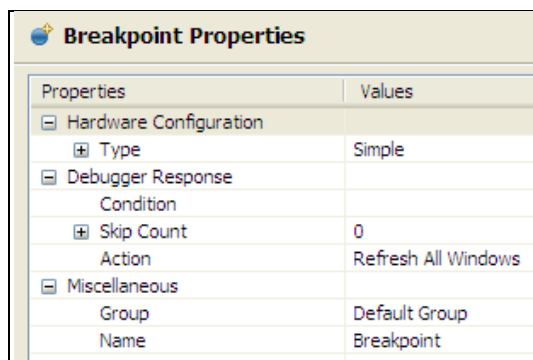 Breakpoint Properties
Properties Values
Hardware Configuration
Type Simple
Debugger Response
Condition
Skip Count 0
Action Refresh All Windows
Miscellaneous
Group Default Group
Name Breakpoint